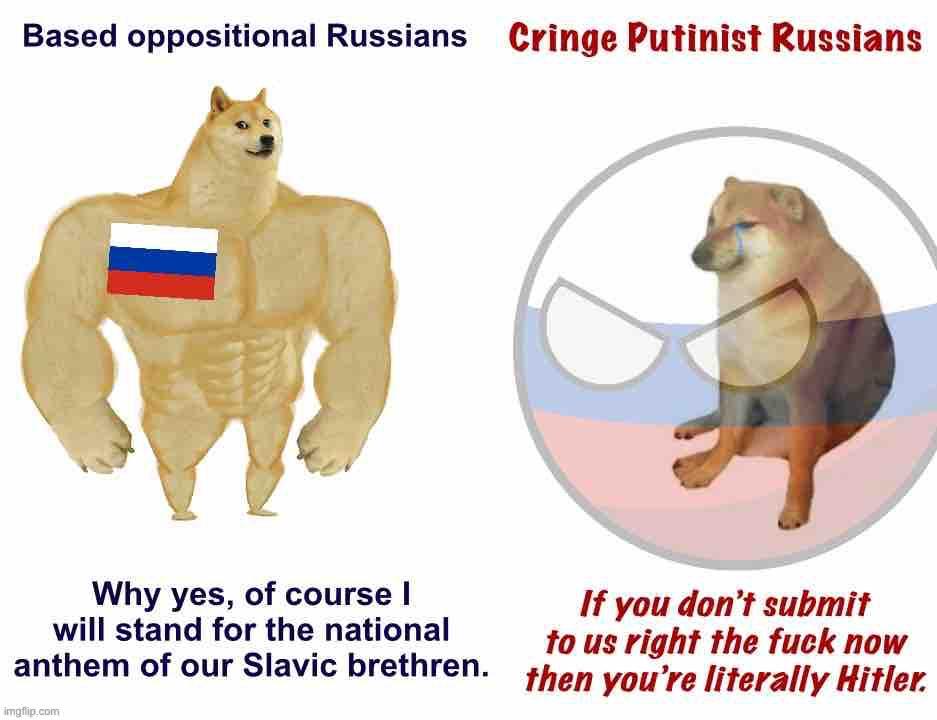 Based oppositional Russians
Cringe Putinist Russians
Why yes, of course I
will stand for the national
anthem of our Slavic brethren.
If you don't submit
to us right the fuck now
then you're literally Hitler.
imgflip.com